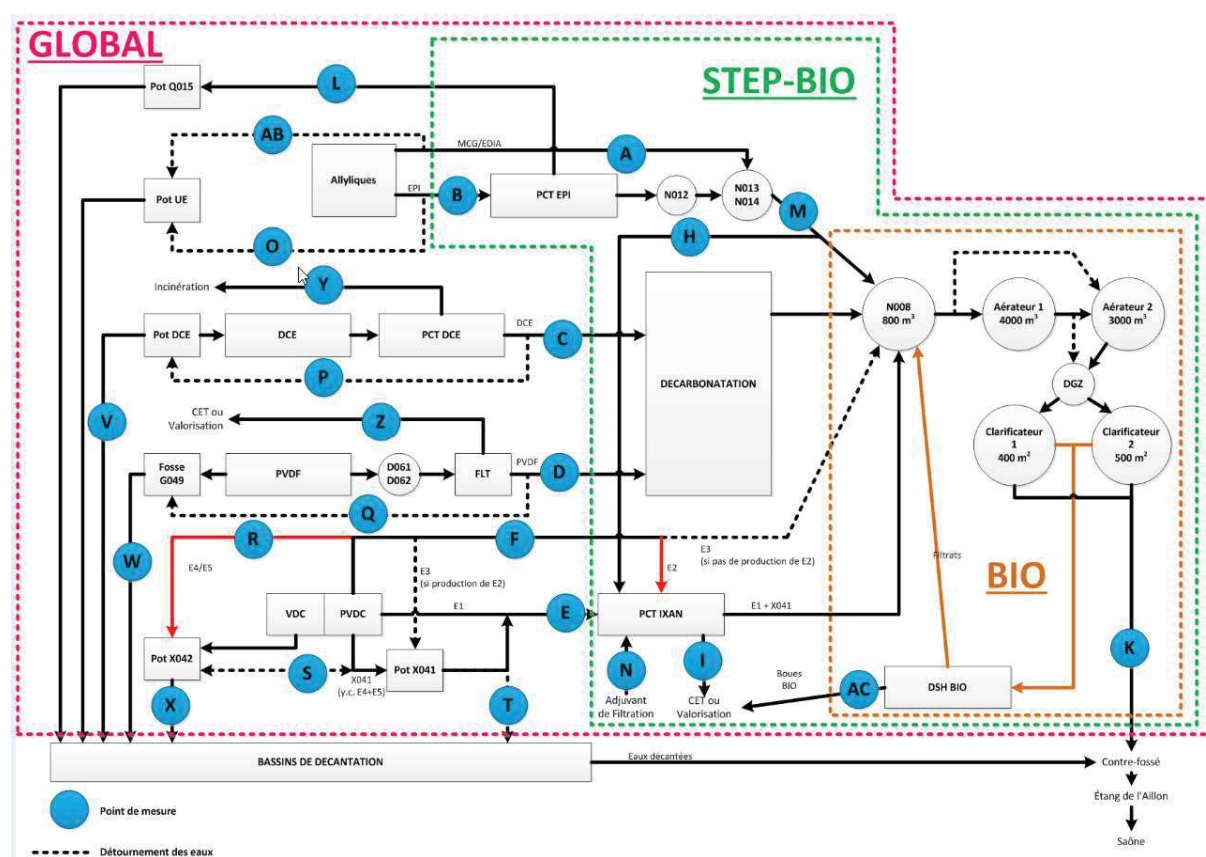 GLOBAL
STEP-BIO
Pot Q015
L
AB
MCG/EDIA
A
Allyliques
EPI
B
PCT EPI
N012
N013
N014
M
Pot UE
O
H
Incinération
Y
Pot DCE
DCE
PCT DCE
DCE
C
P
DECARBONATATION
N008
800 m³
Aérateur 1
4000 m³
Aérateur 2
3000 m³
DGZ
Clarificateur
1
400 m²
Clarificateur
2
500 m²
V
CET ou
Valorisation
Z
Fosse
G049
PVDF
D061
D062
FLT
PVDF
D
Q
W
R
F
E4/E5
E3
(si production de E2)
E2
E3
(si pas de production de E2)
Filtrats
BIO
VDC
PVDC
E1
E
PCT IXAN
E1 + X041
K
Pot X042
S
X041
(y.c. E4+E5)
Pot X041
N
I
X
T
Adjuvant
de Filtration
CET ou
Valorisation
Boues
BIO
AC
DSH BIO
BASSINS DE DECANTATION
Eaux décantées
Contre-fossé
Étang de l'Aillon
Saône
Point de mesure
Détournement des eaux